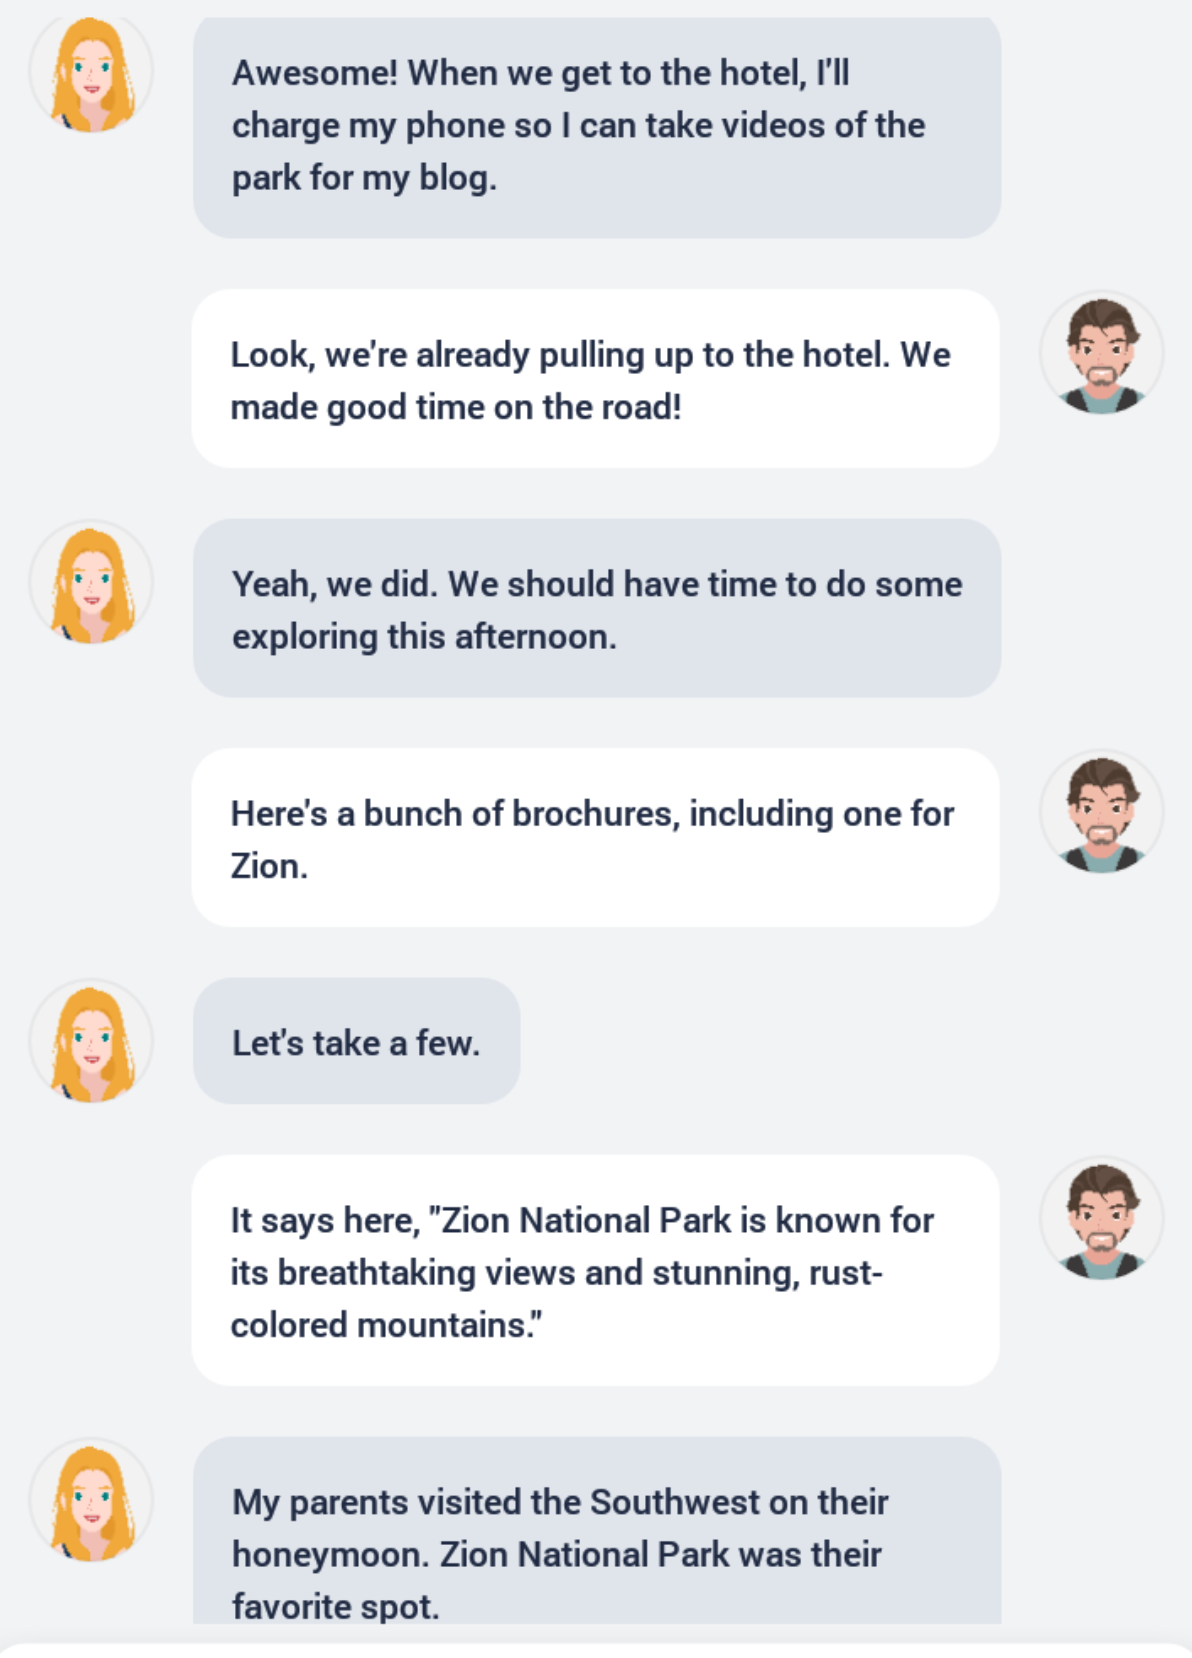 Awesome! When we get to the hotel, I'll
charge my phone so I can take videos of the
park for my blog.
Look, we're already pulling up to the hotel. We
made good time on the road!
Yeah, we did. We should have time to do some
exploring this afternoon.
Here's a bunch of brochures, including one for
Zion.
Let's take a few.
It says here, "Zion National Park is known for
its breathtaking views and stunning, rust-
colored mountains."
My parents visited the Southwest on their
honeymoon. Zion National Park was their
favorite spot.